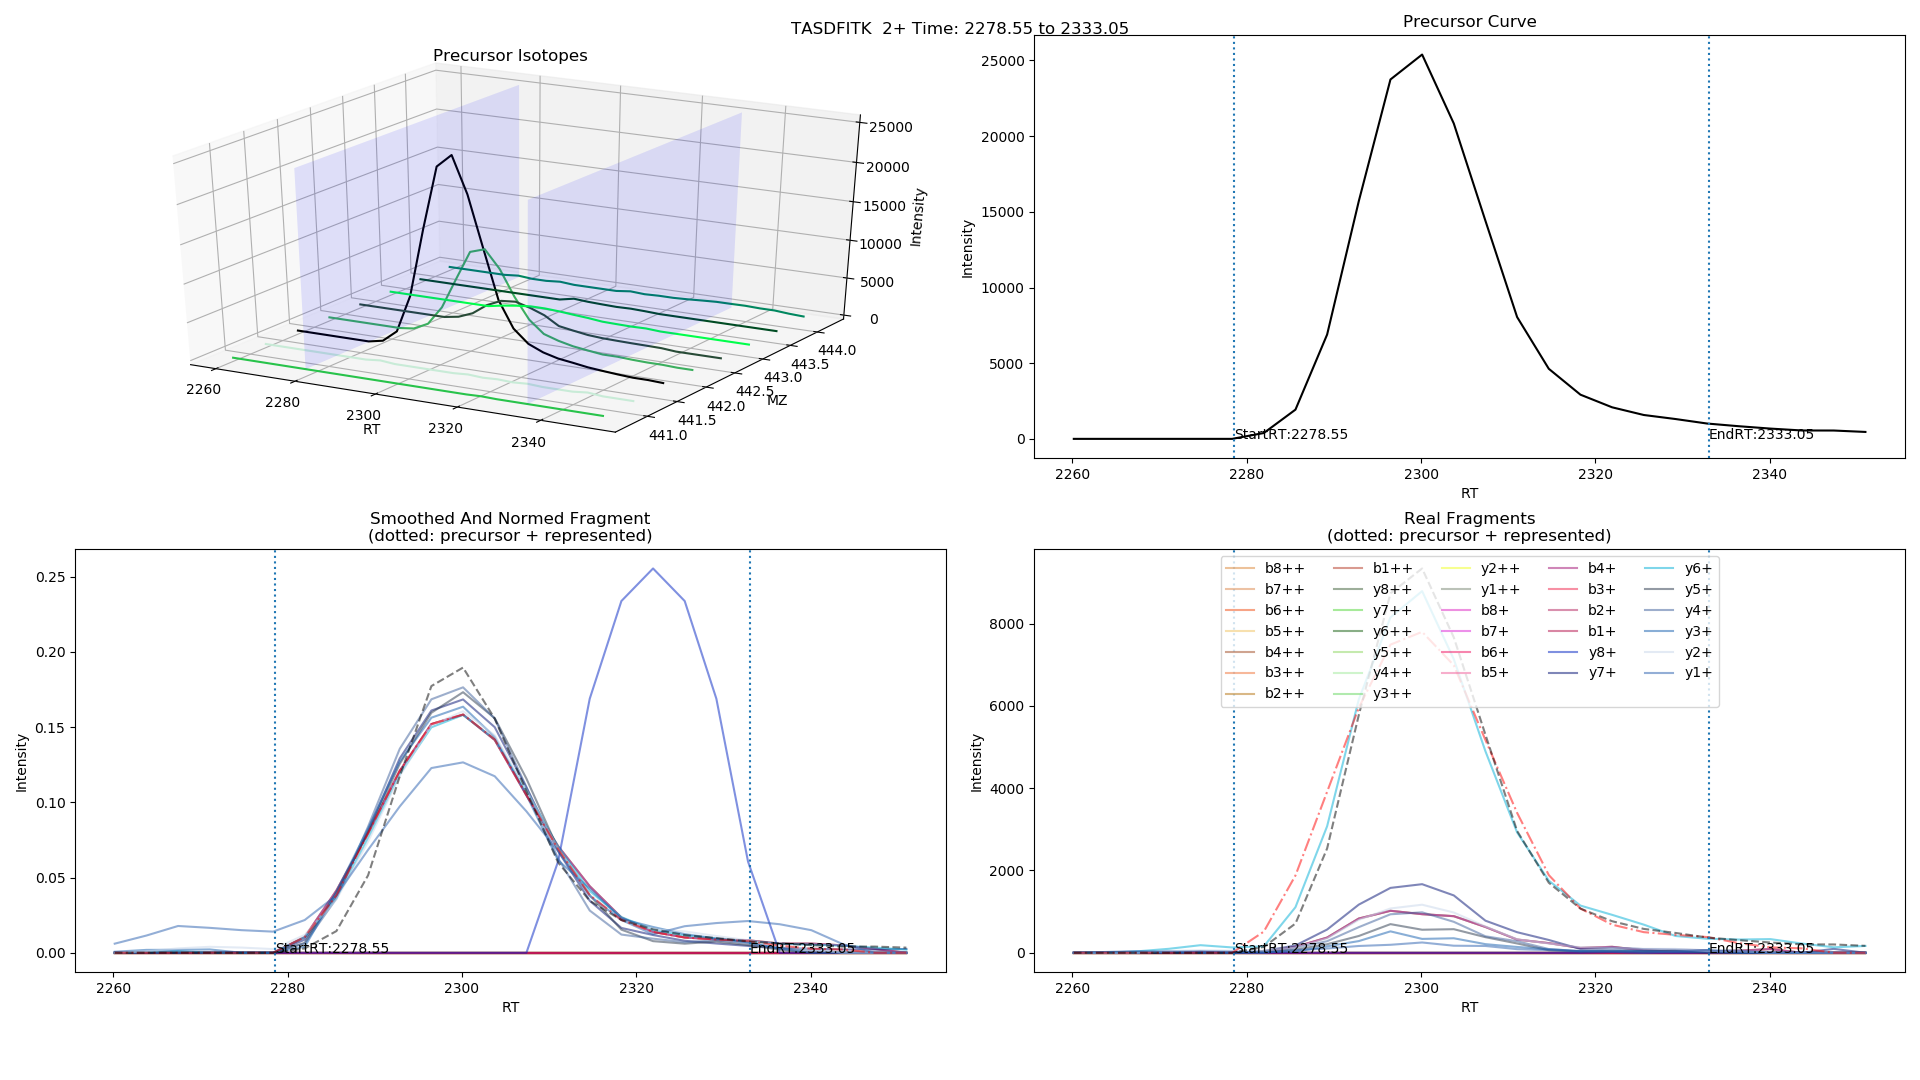 TASDFITK  2+ Time: 2278.55 to 2333.05
Precursor Isotopes
25000
20000
15000
10000
5000
0
Intensity
2260
2280
2300
2320
2340
RT
441.0
441.5
442.0
442.5
443.0
443.5
444.0
MZ
Precursor Curve
25000
20000
15000
10000
5000
0
Intensity
StartRT:2278.55
EndRT:2333.05
2260
2280
2300
2320
2340
RT
Smoothed And Normed Fragment
(dotted: precursor + represented)
0.25
0.20
0.15
0.10
0.05
0.00
Intensity
StartRT:2278.55
EndRT:2333.05
2260
2280
2300
2320
2340
RT
Real Fragments
(dotted: precursor + represented)
b8++
b7++
b6++
b5++
b4++
b3++
b2++
b1++
y8++
y7++
y6++
y5++
y4++
y3++
y2++
y1++
b8+
b7+
b6+
b5+
b4+
b3+
b2+
b1+
y8+
y7+
y6+
y5+
y4+
y3+
y2+
y1+
8000
6000
4000
2000
0
Intensity
StartRT:2278.55
EndRT:2333.05
2260
2280
2300
2320
2340
RT